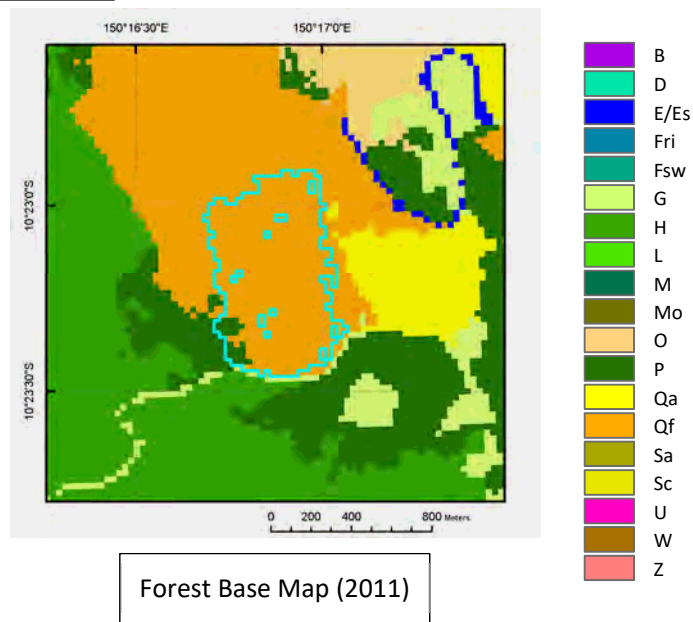 150°16'30"E 150°17'0"E
10°23'0"S
10°23'30"S
0 200 400 800 Meters
Forest Base Map (2011)
B
D
E/Es
Fri
Fsw
G
H
L
M
Mo
O
P
Qa
Qf
Sa
Sc
U
W
Z